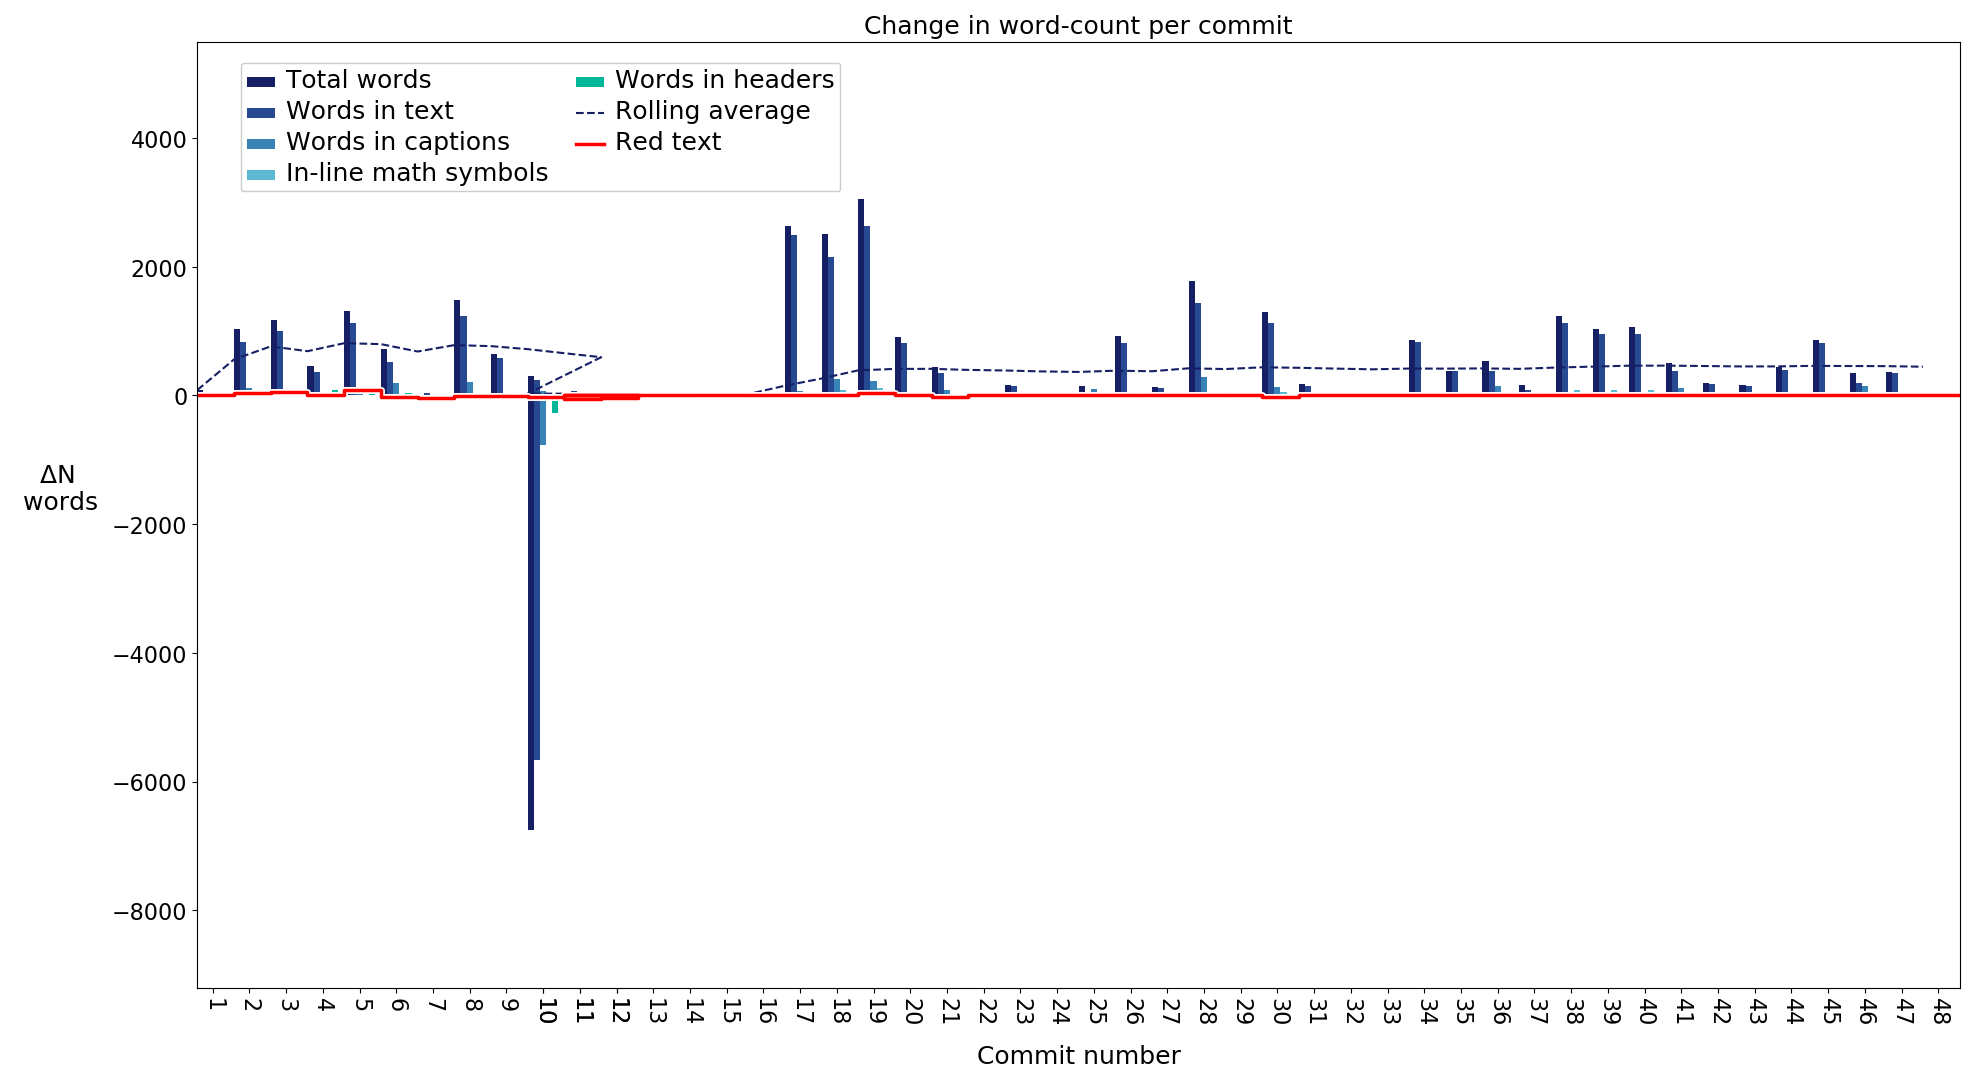 Change in word-count per commit
Total words
Words in text
Words in captions
In-line math symbols
Words in headers
Rolling average
Red text
4000
2000
0
−2000
−4000
−6000
−8000
ΔN
words
1 2 3 4 5 6 7 8 9 10 11 12 13 14 15 16 17 18 19 20 21 22 23 24 25 26 27 28 29 30 31 32 33 34 35 36 37 38 39 40 41 42 43 44 45 46 47 48
Commit number